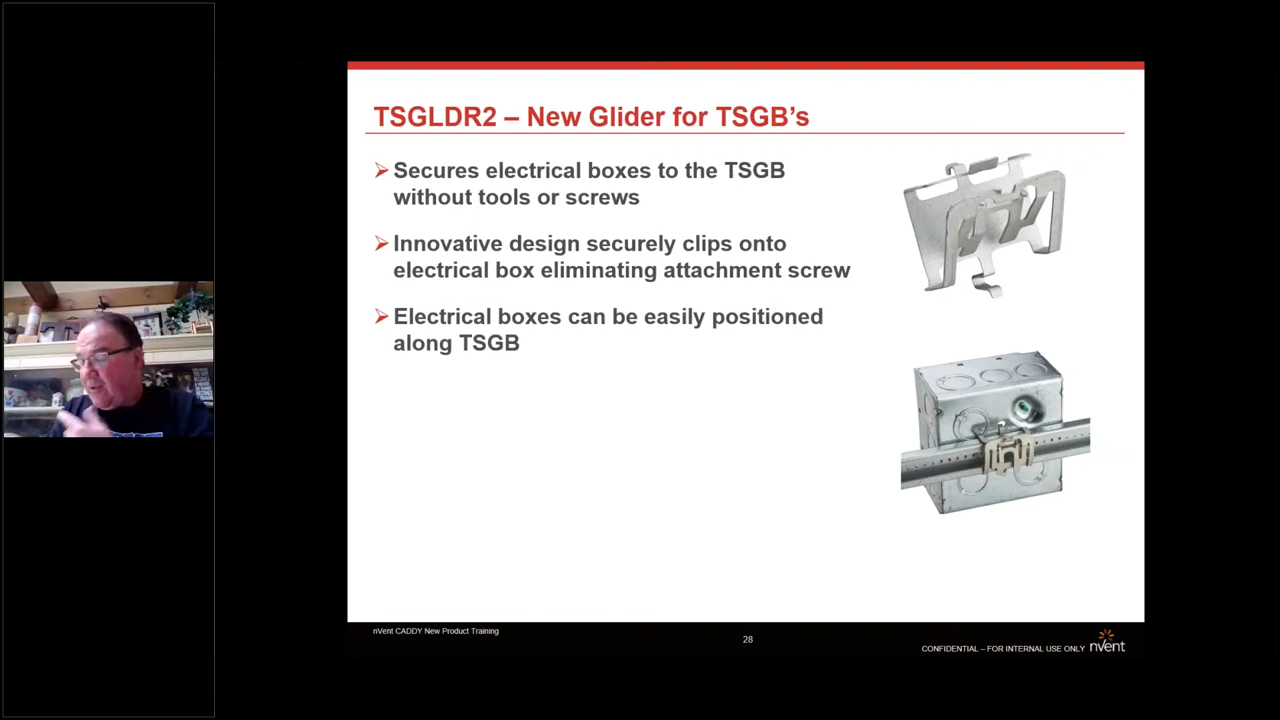 TSGLDR2 – New Glider for TSGB’s
Secures electrical boxes to the TSGB
without tools or screws
Innovative design securely clips onto
electrical box eliminating attachment screw
Electrical boxes can be easily positioned
along TSGB
nVent CADDY New Product Training
28
CONFIDENTIAL – FOR INTERNAL USE ONLY
nVent